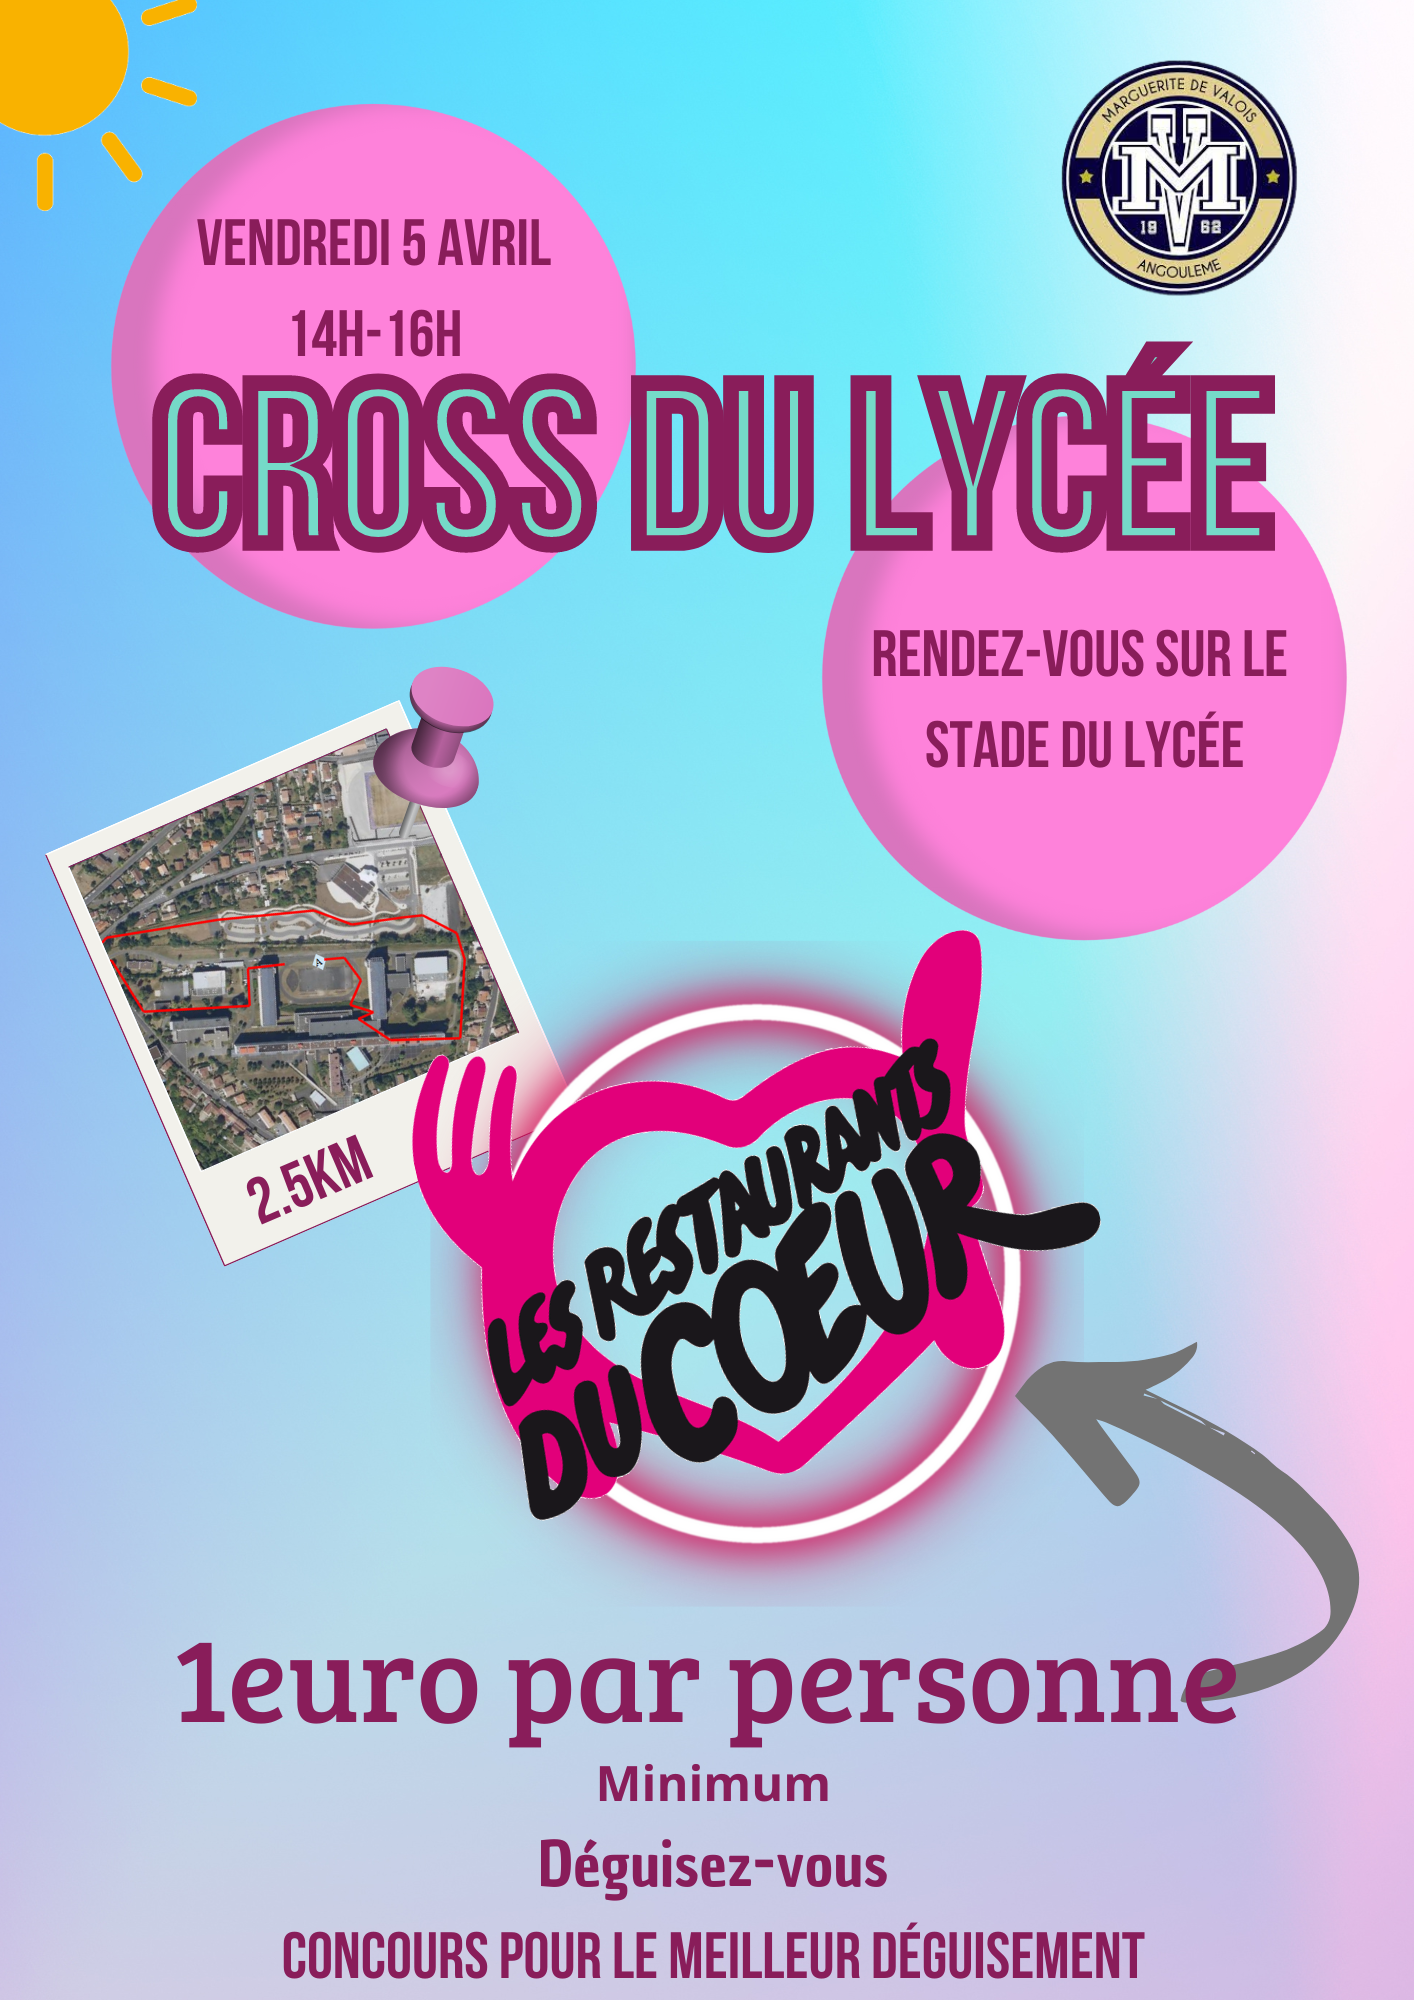 MARGUERITE DE VALOIS
MV
19 62
ANGOULEME
VENDREDI 5 AVRIL
14H-16H
CROSS DU LYCÉE
RENDEZ-VOUS SUR LE
STADE DU LYCÉE
2.5KM
LES RESTAURANTS
DU COEUR
1euro par personne
Minimum
Déguisez-vous
CONCOURS POUR LE MEILLEUR DÉGUISEMENT